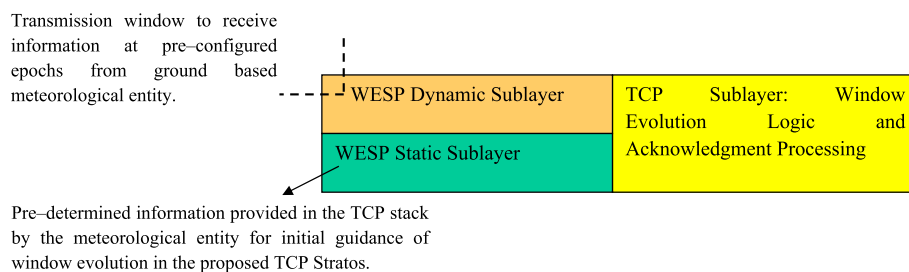 Transmission window to receive
information at pre–configured
epochs from ground based
meteorological entity.
WESP Dynamic Sublayer
WESP Static Sublayer
TCP Sublayer: Window
Evolution Logic and
Acknowledgment Processing
Pre–determined information provided in the TCP stack
by the meteorological entity for initial guidance of
window evolution in the proposed TCP Stratos.